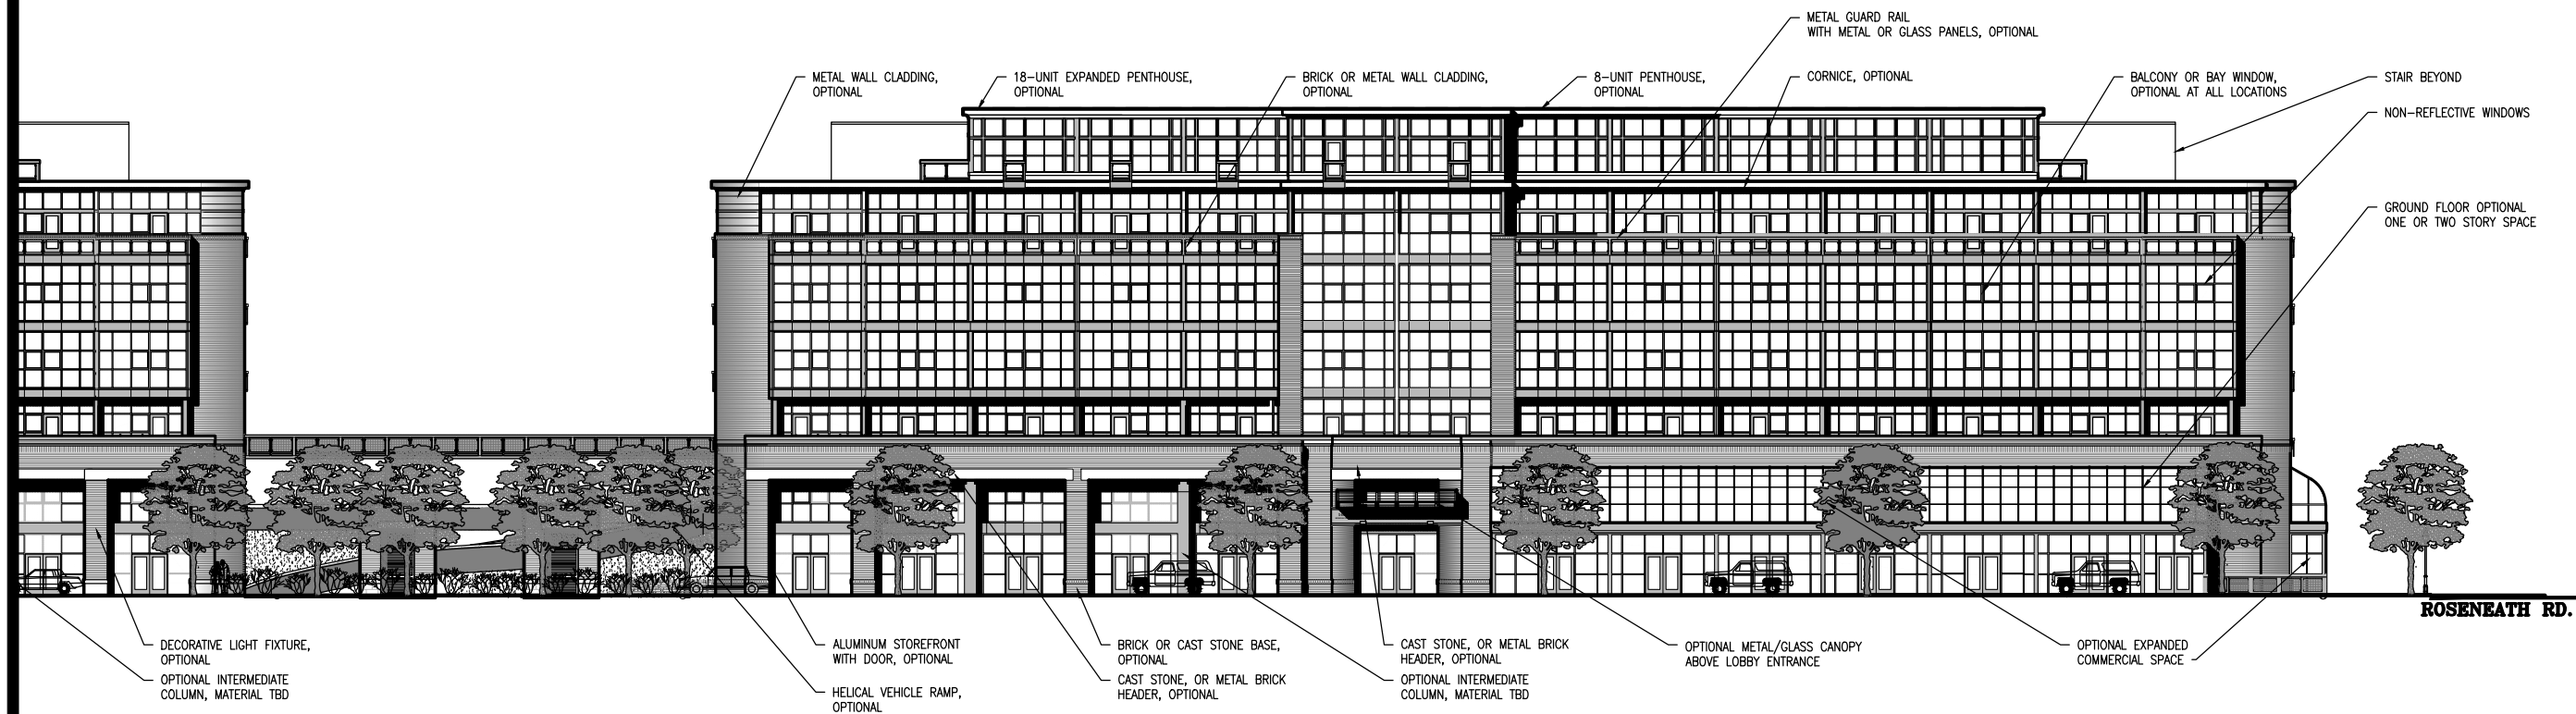 METAL GUARD RAIL
WITH METAL OR GLASS PANELS, OPTIONAL
METAL WALL CLADDING,
OPTIONAL
18-UNIT EXPANDED PENTHOUSE,
OPTIONAL
BRICK OR METAL WALL CLADDING,
OPTIONAL
8-UNIT PENTHOUSE,
OPTIONAL
CORNICE, OPTIONAL
BALCONY OR BAY WINDOW,
OPTIONAL AT ALL LOCATIONS
STAIR BEYOND
NON-REFLECTIVE WINDOWS
GROUND FLOOR OPTIONAL
ONE OR TWO STORY SPACE
ROSENEATH RD.
DECORATIVE LIGHT FIXTURE,
OPTIONAL
OPTIONAL INTERMEDIATE
COLUMN, MATERIAL TBD
ALUMINUM STOREFRONT
WITH DOOR, OPTIONAL
HELICAL VEHICLE RAMP,
OPTIONAL
BRICK OR CAST STONE BASE,
OPTIONAL
CAST STONE, OR METAL BRICK
HEADER, OPTIONAL
CAST STONE, OR METAL BRICK
HEADER, OPTIONAL
OPTIONAL INTERMEDIATE
COLUMN, MATERIAL TBD
OPTIONAL METAL/GLASS CANOPY
ABOVE LOBBY ENTRANCE
OPTIONAL EXPANDED
COMMERCIAL SPACE